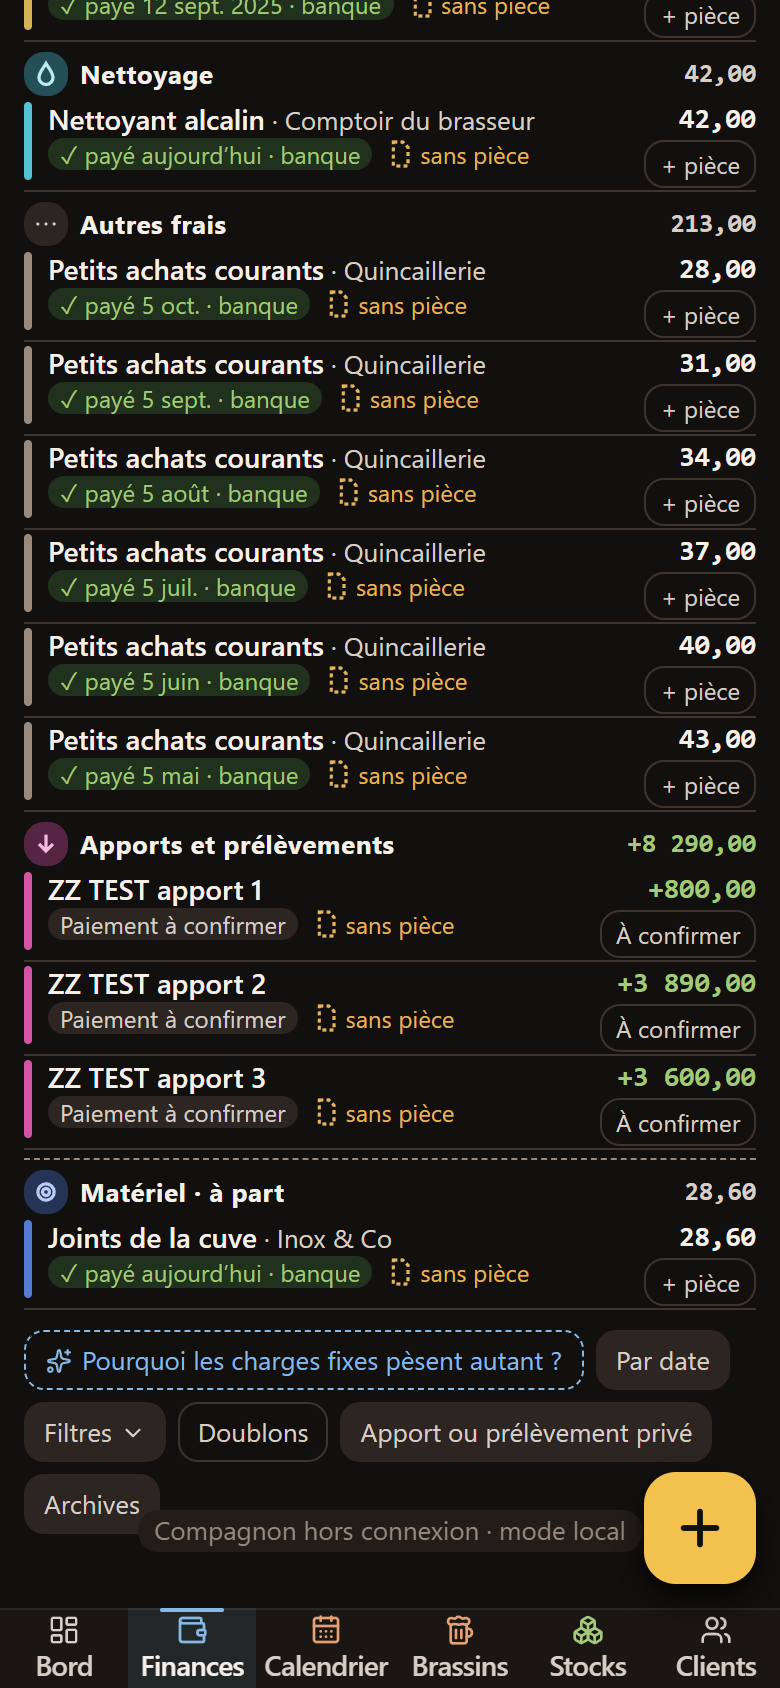 ✓ payé 12 sept. 2025 · banque sans pièce
+ pièce
Nettoyage 42,00
Nettoyant alcalin · Comptoir du brasseur 42,00
✓ payé aujourd’hui · banque sans pièce + pièce
Autres frais 213,00
Petits achats courants · Quincaillerie 28,00
✓ payé 5 oct. · banque sans pièce + pièce
Petits achats courants · Quincaillerie 31,00
✓ payé 5 sept. · banque sans pièce + pièce
Petits achats courants · Quincaillerie 34,00
✓ payé 5 août · banque sans pièce + pièce
Petits achats courants · Quincaillerie 37,00
✓ payé 5 juil. · banque sans pièce + pièce
Petits achats courants · Quincaillerie 40,00
✓ payé 5 juin · banque sans pièce + pièce
Petits achats courants · Quincaillerie 43,00
✓ payé 5 mai · banque sans pièce + pièce
Apports et prélèvements +8 290,00
ZZ TEST apport 1 +800,00
Paiement à confirmer sans pièce À confirmer
ZZ TEST apport 2 +3 890,00
Paiement à confirmer sans pièce À confirmer
ZZ TEST apport 3 +3 600,00
Paiement à confirmer sans pièce À confirmer
Matériel · à part 28,60
Joints de la cuve · Inox & Co 28,60
✓ payé aujourd’hui · banque sans pièce + pièce
Pourquoi les charges fixes pèsent autant ? Par date
Filtres Doublons Apport ou prélèvement privé
Archives
Compagnon hors connexion · mode local
Bord Finances Calendrier Brassins Stocks Clients